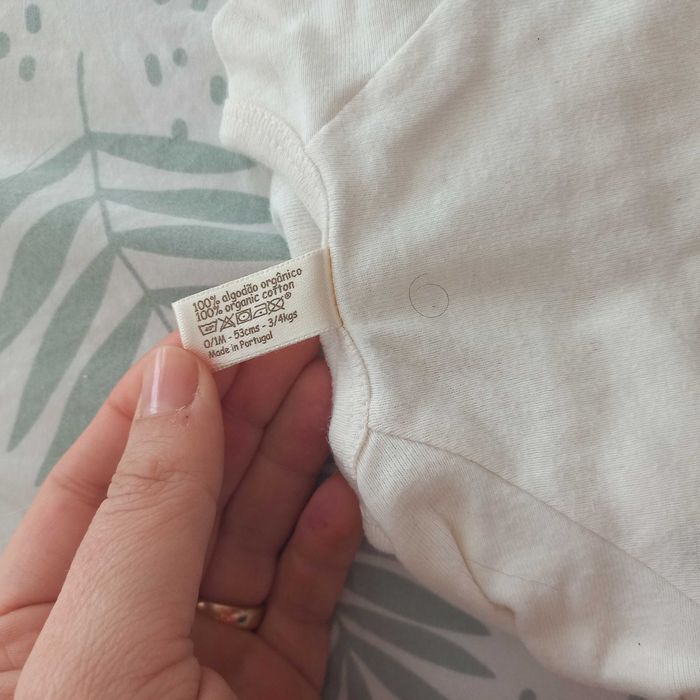 100% algodão orgânico
100% organic cotton
0/1M - 53cms - 3/4kgs
Made in Portugal